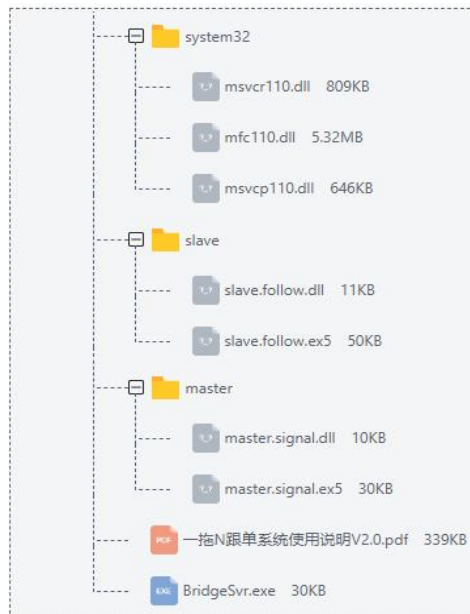 system32
msvcr110.dll 809KB
mfc110.dll 5.32MB
msvcp110.dll 646KB
slave
slave.follow.dll 11KB
slave.follow.ex5 50KB
master
master.signal.dll 10KB
master.signal.ex5 30KB
PDF 一拖N跟单系统使用说明V2.0.pdf 339KB
EXE BridgeSvr.exe 30KB